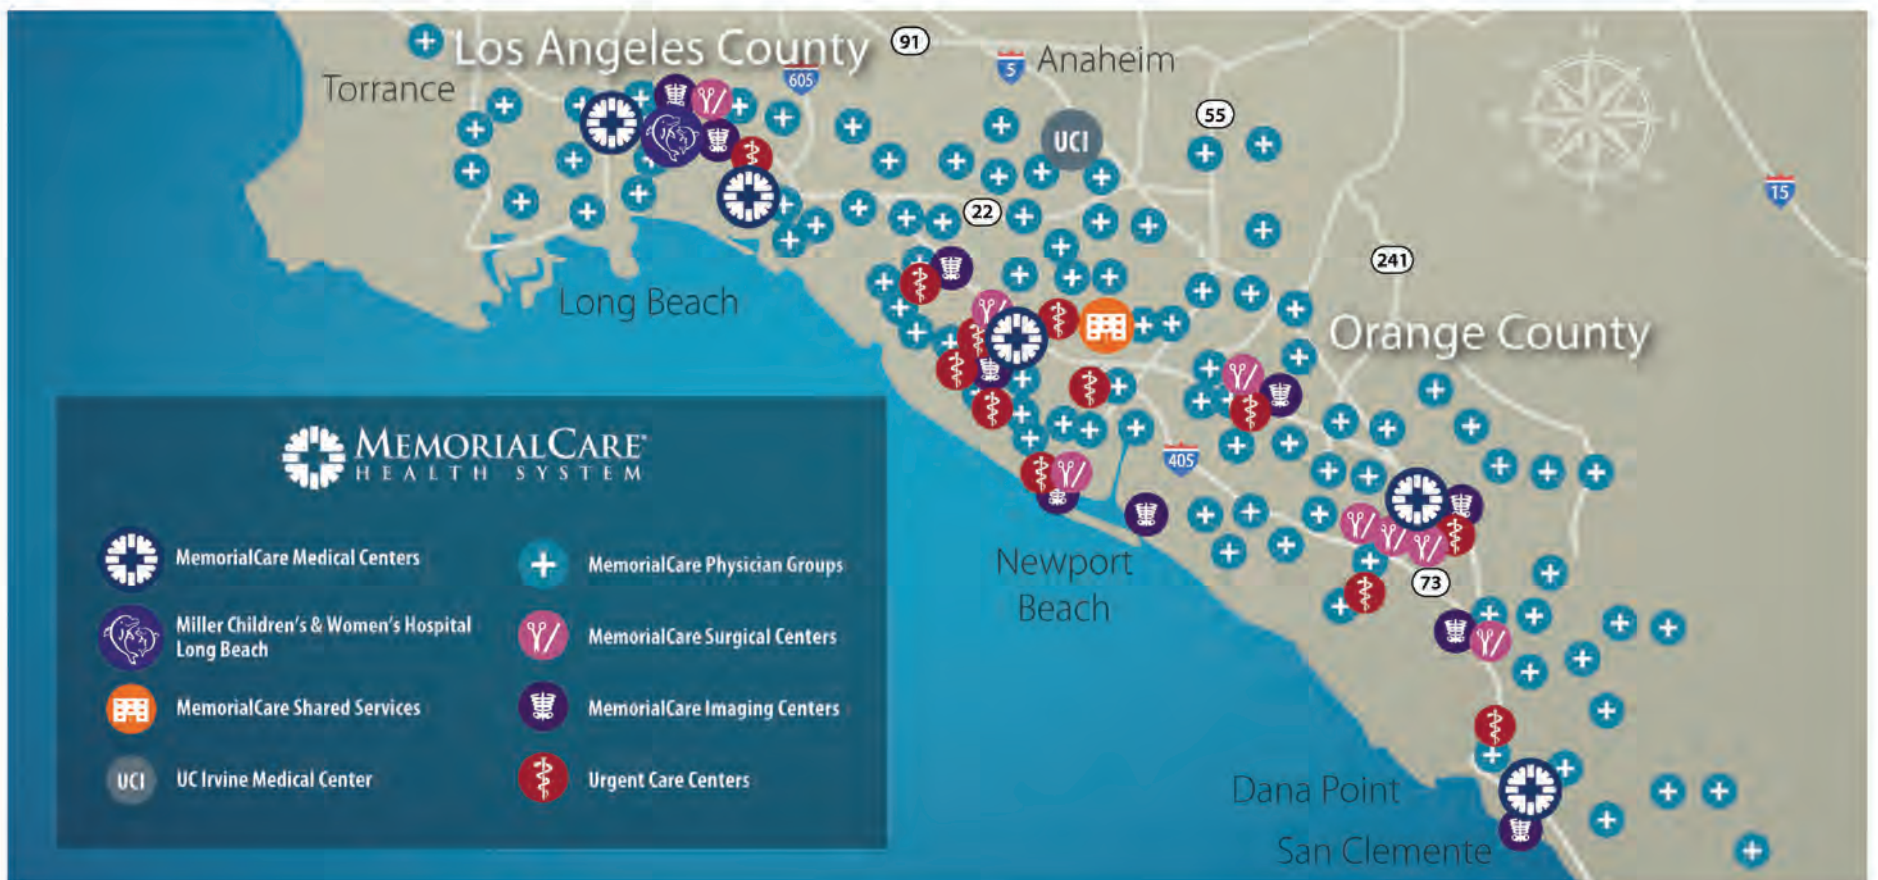 Los Angeles County
91
Torrance
605
5
Anaheim
55
UCI
15
22
241
Long Beach
Orange County
405
Newport
Beach
73
Dana Point
San Clemente
MEMORIALCARE®
HEALTH SYSTEM
MemorialCare Medical Centers
Miller Children's & Women's Hospital
Long Beach
MemorialCare Shared Services
UCI
UC Irvine Medical Center
MemorialCare Physician Groups
MemorialCare Surgical Centers
MemorialCare Imaging Centers
Urgent Care Centers